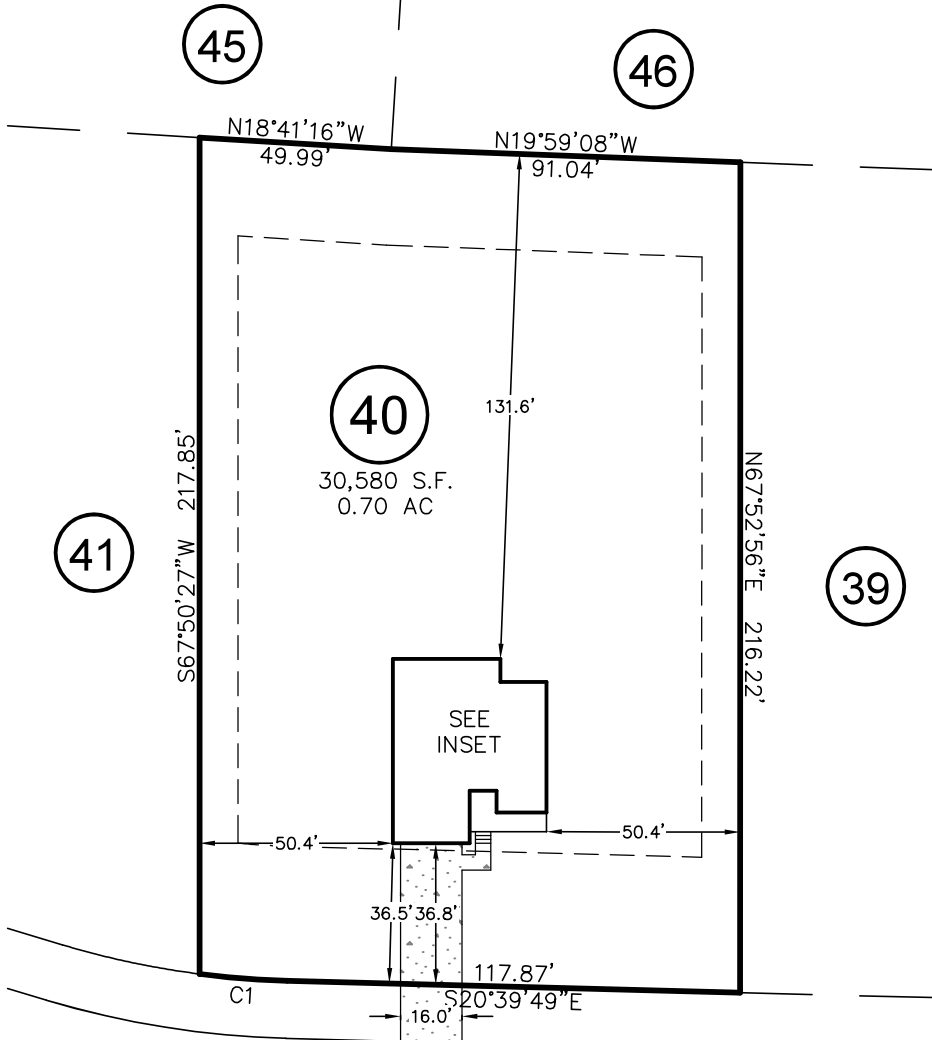 45
46
N18°41'16"W
49.99'
N19°59'08"W
91.04'
131.6'
40
30,580 S.F.
0.70 AC
S67°50'27"W 217.85'
N67°52'56"E 216.22'
41
39
SEE
INSET
50.4'
50.4'
36.5'
36.8'
117.87'
S20°39'49"E
C1
16.0'